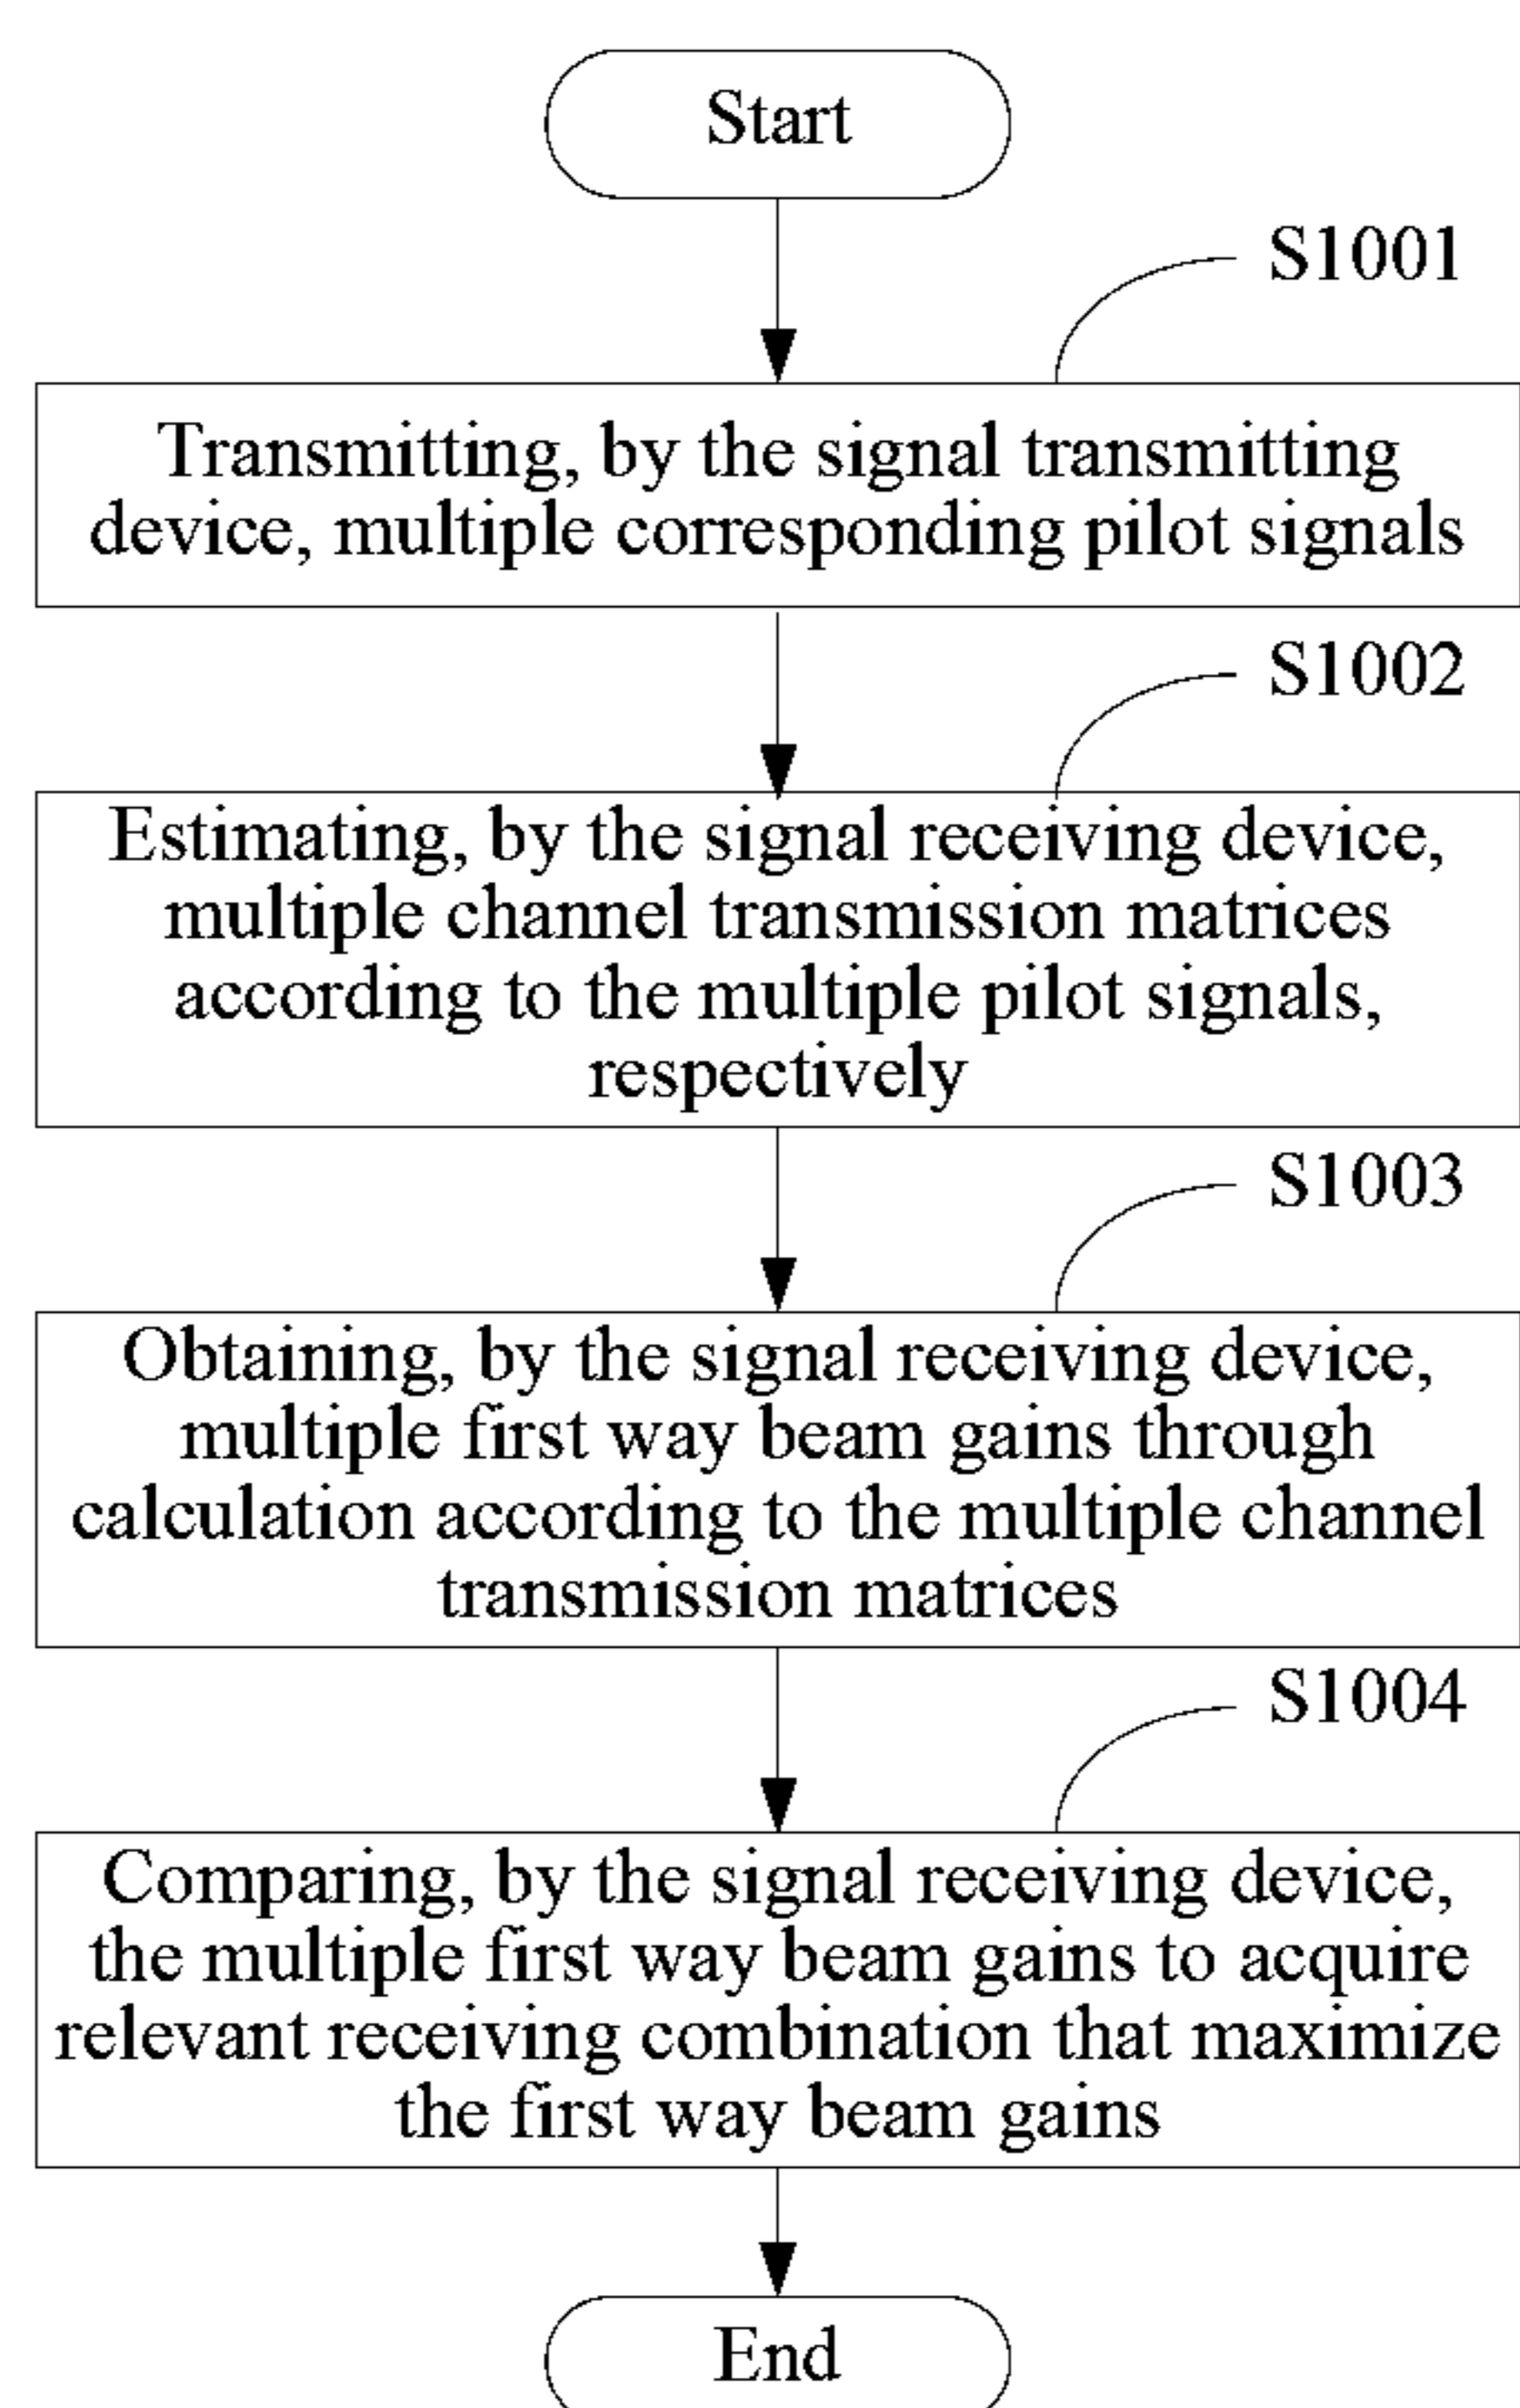 Start
S1001
Transmitting, by the signal transmitting
device, multiple corresponding pilot signals
S1002
Estimating, by the signal receiving device,
multiple channel transmission matrices
according to the multiple pilot signals,
respectively
S1003
Obtaining, by the signal receiving device,
multiple first way beam gains through
calculation according to the multiple channel
transmission matrices
S1004
Comparing, by the signal receiving device,
the multiple first way beam gains to acquire
relevant receiving combination that maximize
the first way beam gains
End